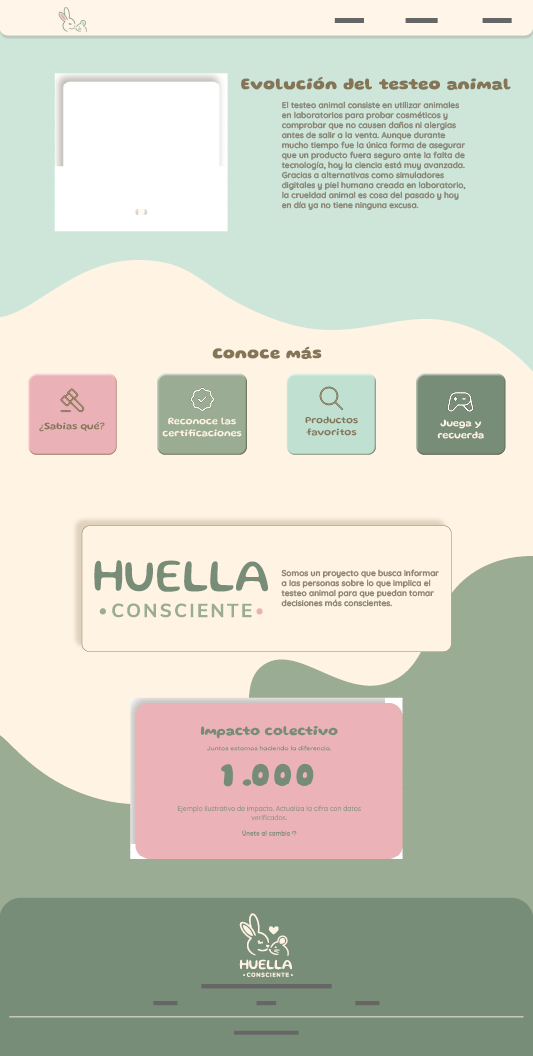 Evolución del testeo animal
El testeo animal consiste en utilizar animales
en laboratorios para probar cosméticos y
comprobar que no causen daños ni alergias
antes de salir a la venta. Aunque durante
mucho tiempo fue la única forma de asegurar
que un producto fuera seguro ante la falta de
tecnología, hoy la ciencia está muy avanzada.
Gracias a alternativas como simuladores
digitales y piel humana creada en laboratorio,
la crueldad animal es cosa del pasado y hoy
en día ya no tiene ninguna excusa.
Conoce más
¿Sabias qué?
Reconoce las
certificaciones
Productos
favoritos
Juega y
recuerda
HUELLA
• CONSCIENTE •
Somos un proyecto que busca informar
a las personas sobre lo que implica el
testeo animal para que puedan tomar
decisiones más conscientes.
Impacto colectivo
Juntos estamos haciendo la diferencia.
1.000
Ejemplo ilustrativo de impacto. Actualiza la cifra con datos
verificados.
Únete al cambio
HUELLA
• CONSCIENTE •